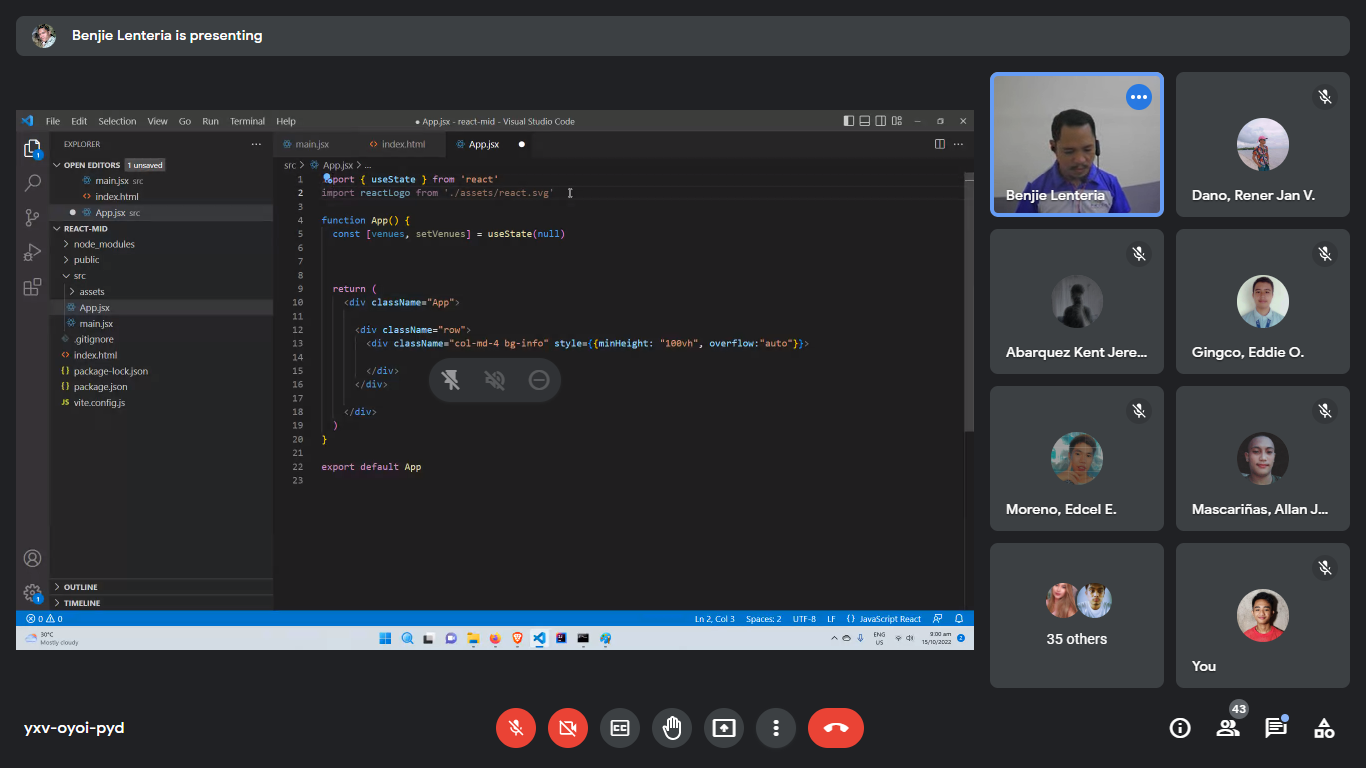 Benjie Lenteria is presenting
File Edit Selection View Go Run Terminal Help
● App.jsx - react-mid - Visual Studio Code
EXPLORER
OPEN EDITORS 1 unsaved
main.jsx src
index.html
App.jsx src
REACT-MID
node_modules
public
src
assets
App.jsx
main.jsx
.gitignore
index.html
package-lock.json
package.json
vite.config.js
OUTLINE
TIMELINE
main.jsx index.html App.jsx
src > App.jsx > ...
1 import { useState } from 'react'
2 import reactLogo from './assets/react.svg'
3
4 function App() {
5 const [venues, setVenues] = useState(null)
6
7
8
9 return (
10 <div className="App">
11
12 <div className="row">
13 <div className="col-md-4 bg-info" style={{minHeight: "100vh", overflow:"auto"}}>
14
15 </div>
16 </div>
17
18 </div>
19 )
20 }
21
22 export default App
23
0 0
Ln 2, Col 3 Spaces: 2 UTF-8 LF {} JavaScript React
30°C
Mostly cloudy
ENG
US
9:00 am
15/10/2022
2
Benjie Lenteria
Dano, Rener Jan V.
Abarquez Kent Jere...
Gingco, Eddie O.
Moreno, Edcel E.
Mascariñas, Allan J...
35 others
You
yxv-oyoi-pyd
43